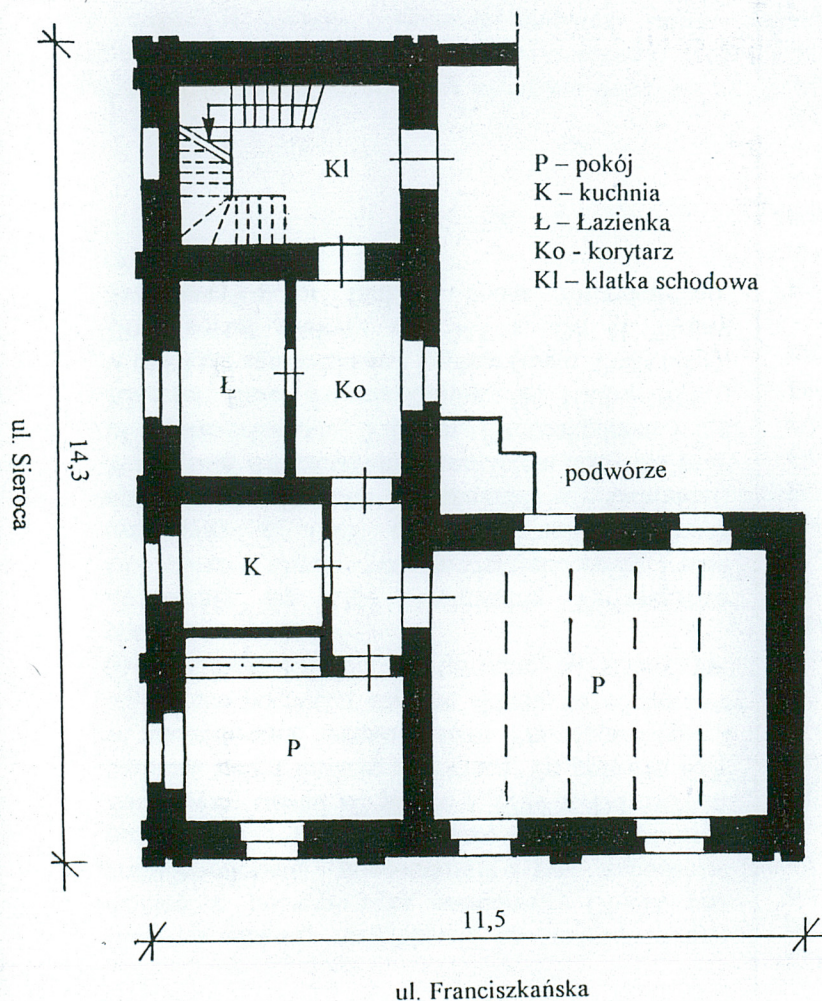 Kl
P – pokój
K – kuchnia
Ł – Łazienka
Ko - korytarz
Kl – klatka schodowa
Ł
Ko
ul. Sieroca
14,3
podwórze
K
P
P
11,5
ul. Franciszkańska